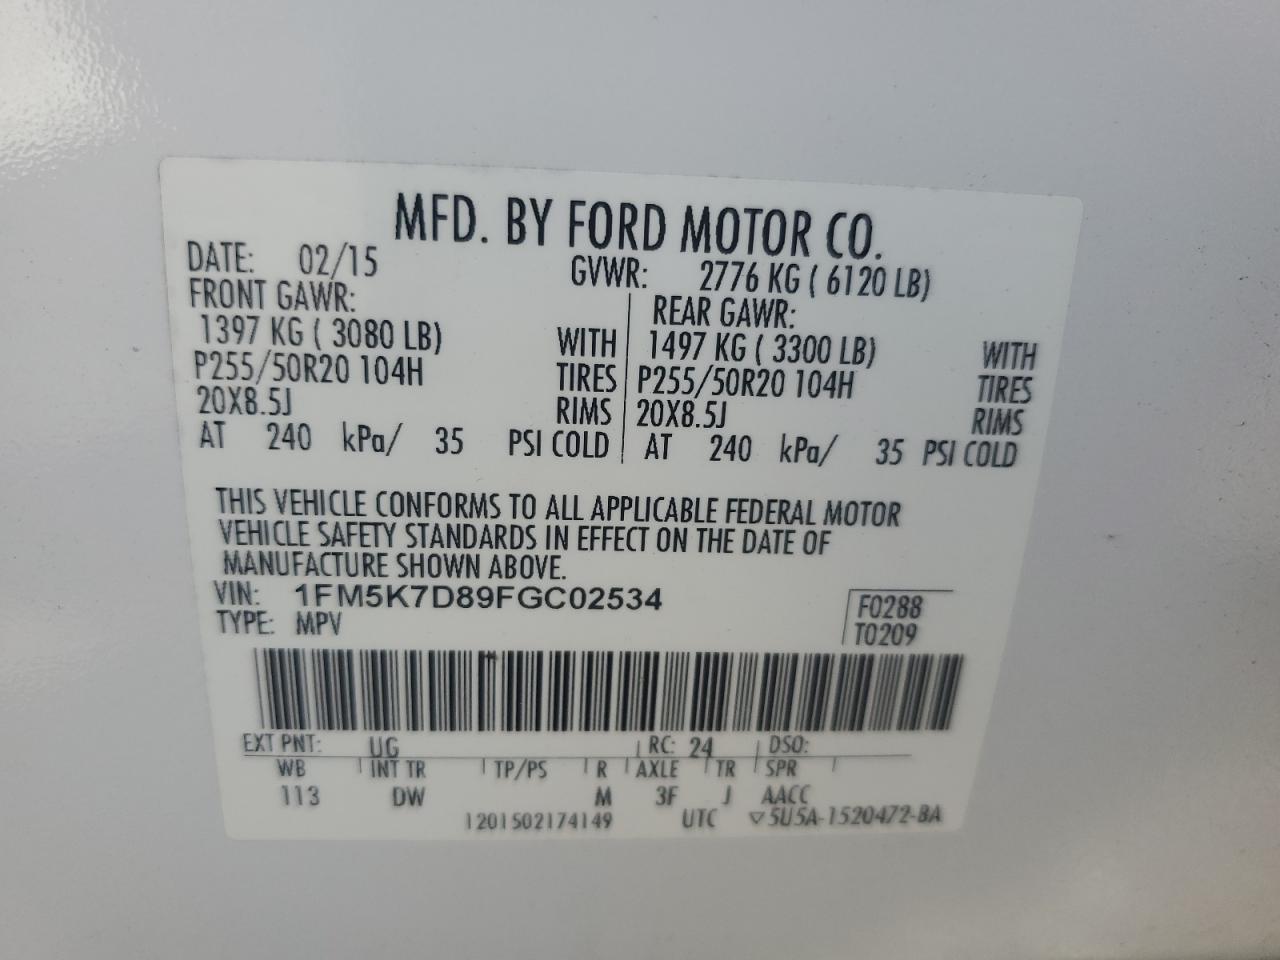 MFD. BY FORD MOTOR CO.
DATE: 02/15 GVWR: 2776 KG ( 6120 LB)
FRONT GAWR: REAR GAWR:
1397 KG ( 3080 LB) WITH 1497 KG ( 3300 LB) WITH
P255/50R20 104H TIRES P255/50R20 104H TIRES
20X8.5J RIMS 20X8.5J RIMS
AT 240 kPa/ 35 PSI COLD AT 240 kPa/ 35 PSI COLD
THIS VEHICLE CONFORMS TO ALL APPLICABLE FEDERAL MOTOR
VEHICLE SAFETY STANDARDS IN EFFECT ON THE DATE OF
MANUFACTURE SHOWN ABOVE.
VIN: 1FM5K7D89FGC02534 F0288
TYPE: MPV T0209
EXT PNT: UG RC: 24 DSO:
WB INT TR TP/PS R AXLE TR SPR
113 DW M 3F J AACC
1201502174149 UTC ▽5U5A-1520472-BA